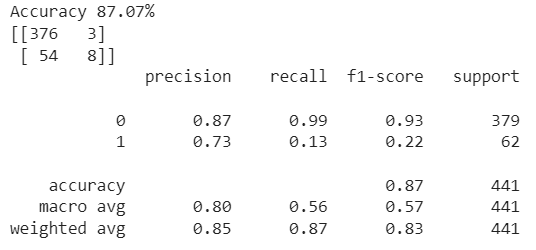 Accuracy 87.07%
[[376   3]
 [ 54   8]]
              precision    recall  f1-score   support

           0       0.87      0.99      0.93       379
           1       0.73      0.13      0.22        62

    accuracy                           0.87       441
   macro avg       0.80      0.56      0.57       441
weighted avg       0.85      0.87      0.83       441